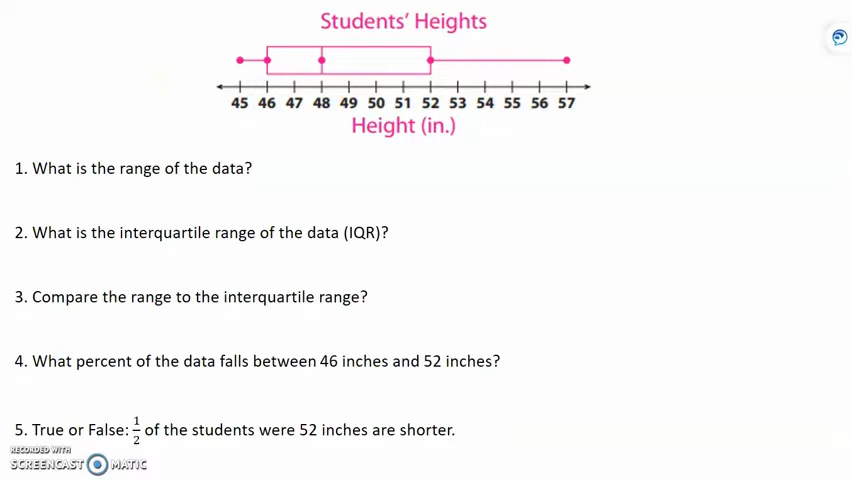 Students' Heights
45 46 47 48 49 50 51 52 53 54 55 56 57
Height (in.)
1. What is the range of the data?
2. What is the interquartile range of the data (IQR)?
3. Compare the range to the interquartile range?
4. What percent of the data falls between 46 inches and 52 inches?
5. True or False: 1/2 of the students were 52 inches are shorter.
RECORDED WITH
SCREENCAST MATIC